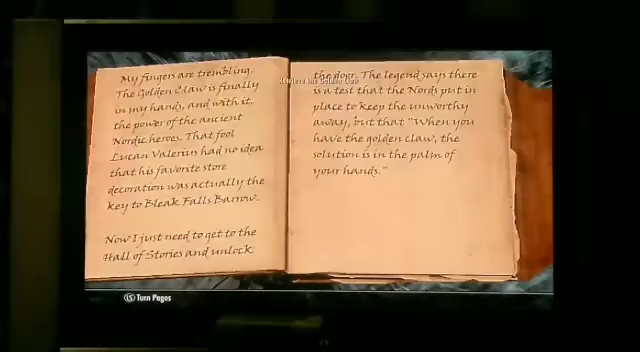 My fingers are trembling.
The Golden Claw is finally
in my hands, and with it,
the power of the ancient
Nordic heroes. That fool
Lucan Valerius had no idea
that his favorite store
decoration was actually the
key to Bleak Falls Barrow.
Now I just need to get to the
Hall of Stories and unlock
the door. The legend says there
is a test that the Nords put in
place to keep the unworthy
away, but that "When you
have the golden claw, the
solution is in the palm of
your hands."
LS Turn Pages